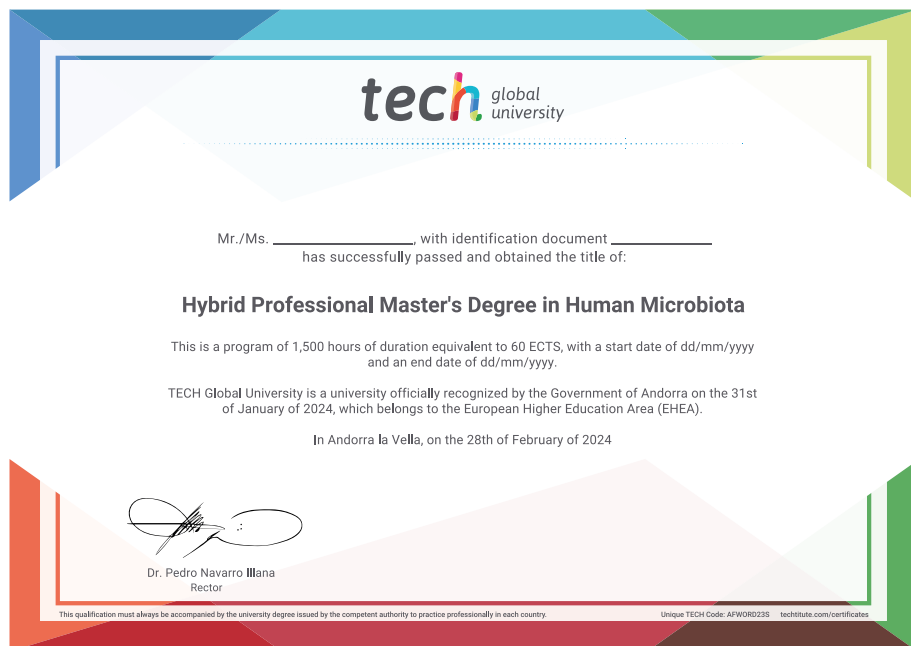 tech global
university
Mr./Ms. ____________, with identification document ____________
has successfully passed and obtained the title of:
Hybrid Professional Master's Degree in Human Microbiota
This is a program of 1,500 hours of duration equivalent to 60 ECTS, with a start date of dd/mm/yyyy
and an end date of dd/mm/yyyy.
TECH Global University is a university officially recognized by the Government of Andorra on the 31st
of January of 2024, which belongs to the European Higher Education Area (EHEA).
In Andorra la Vella, on the 28th of February of 2024
Dr. Pedro Navarro Illana
Rector
This qualification must always be accompanied by the university degree issued by the competent authority to practice professionally in each country.
Unique TECH Code: AFWORD23S techtitute.com/certificates